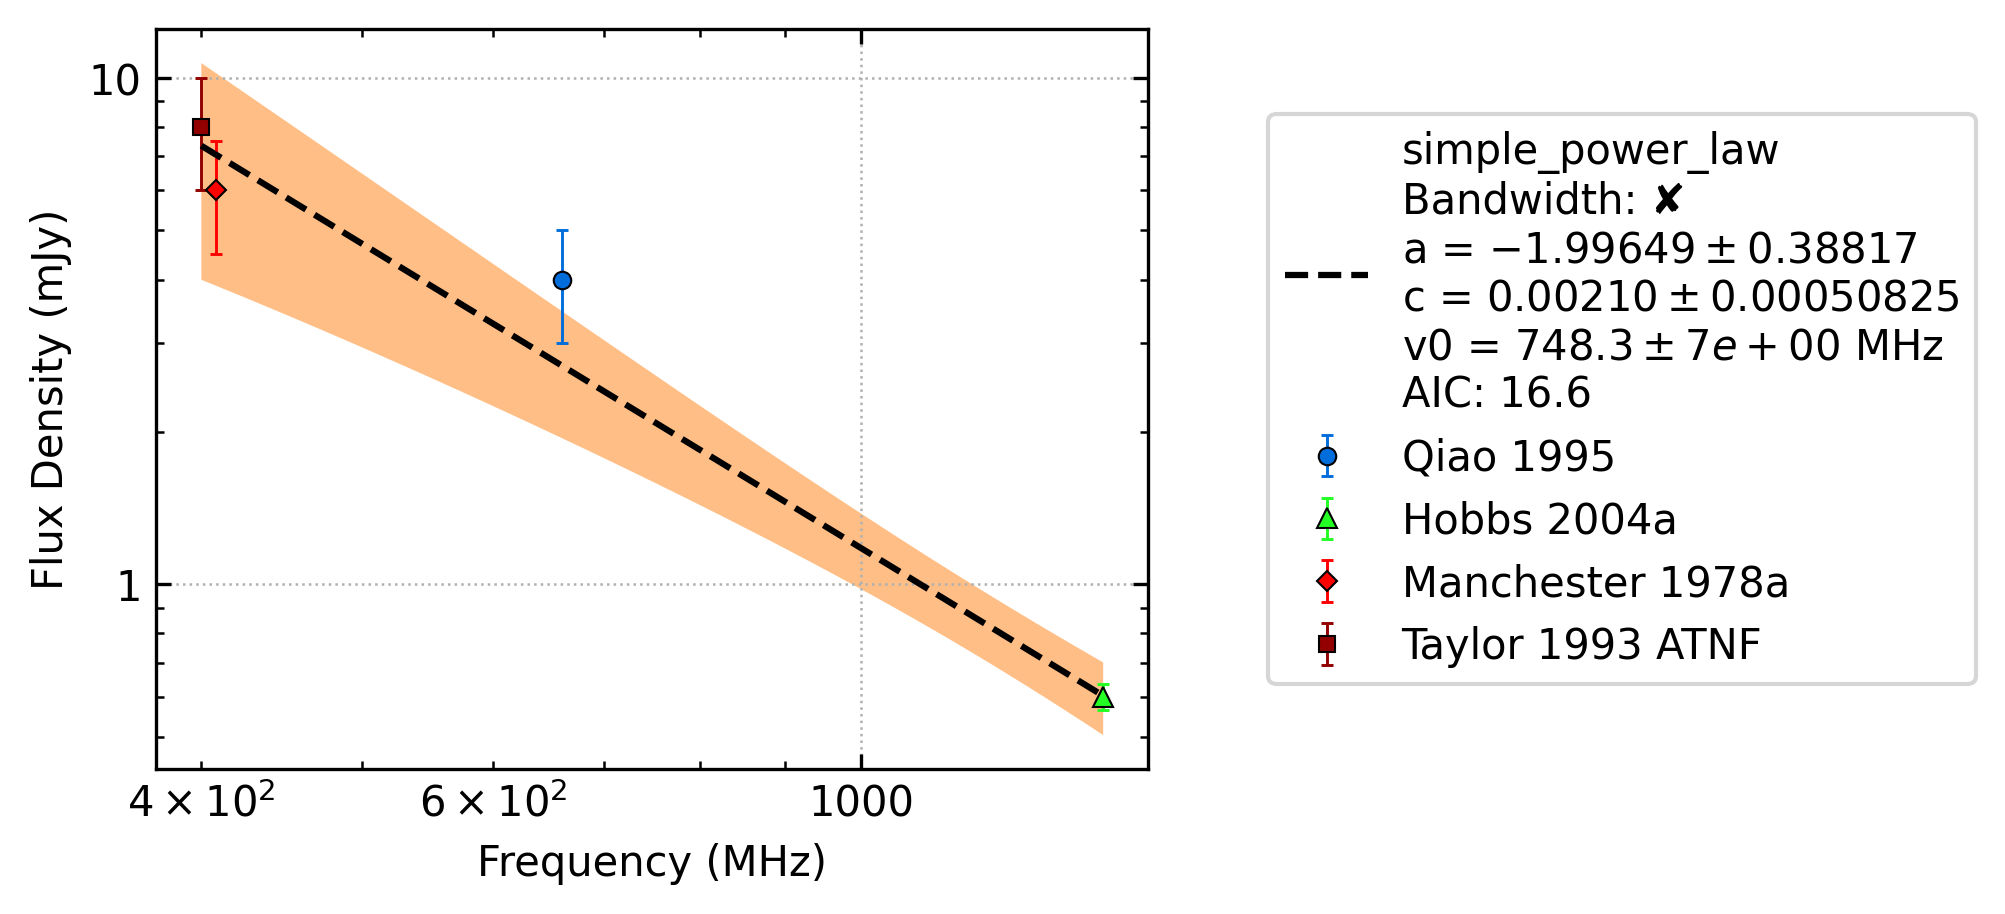 10
1
Flux Density (mJy)
4 × 10²
6 × 10²
1000
Frequency (MHz)
simple_power_law
Bandwidth: ✘
a = −1.99649 ± 0.38817
c = 0.00210 ± 0.00050825
v0 = 748.3 ± 7e + 00 MHz
AIC: 16.6
Qiao 1995
Hobbs 2004a
Manchester 1978a
Taylor 1993 ATNF